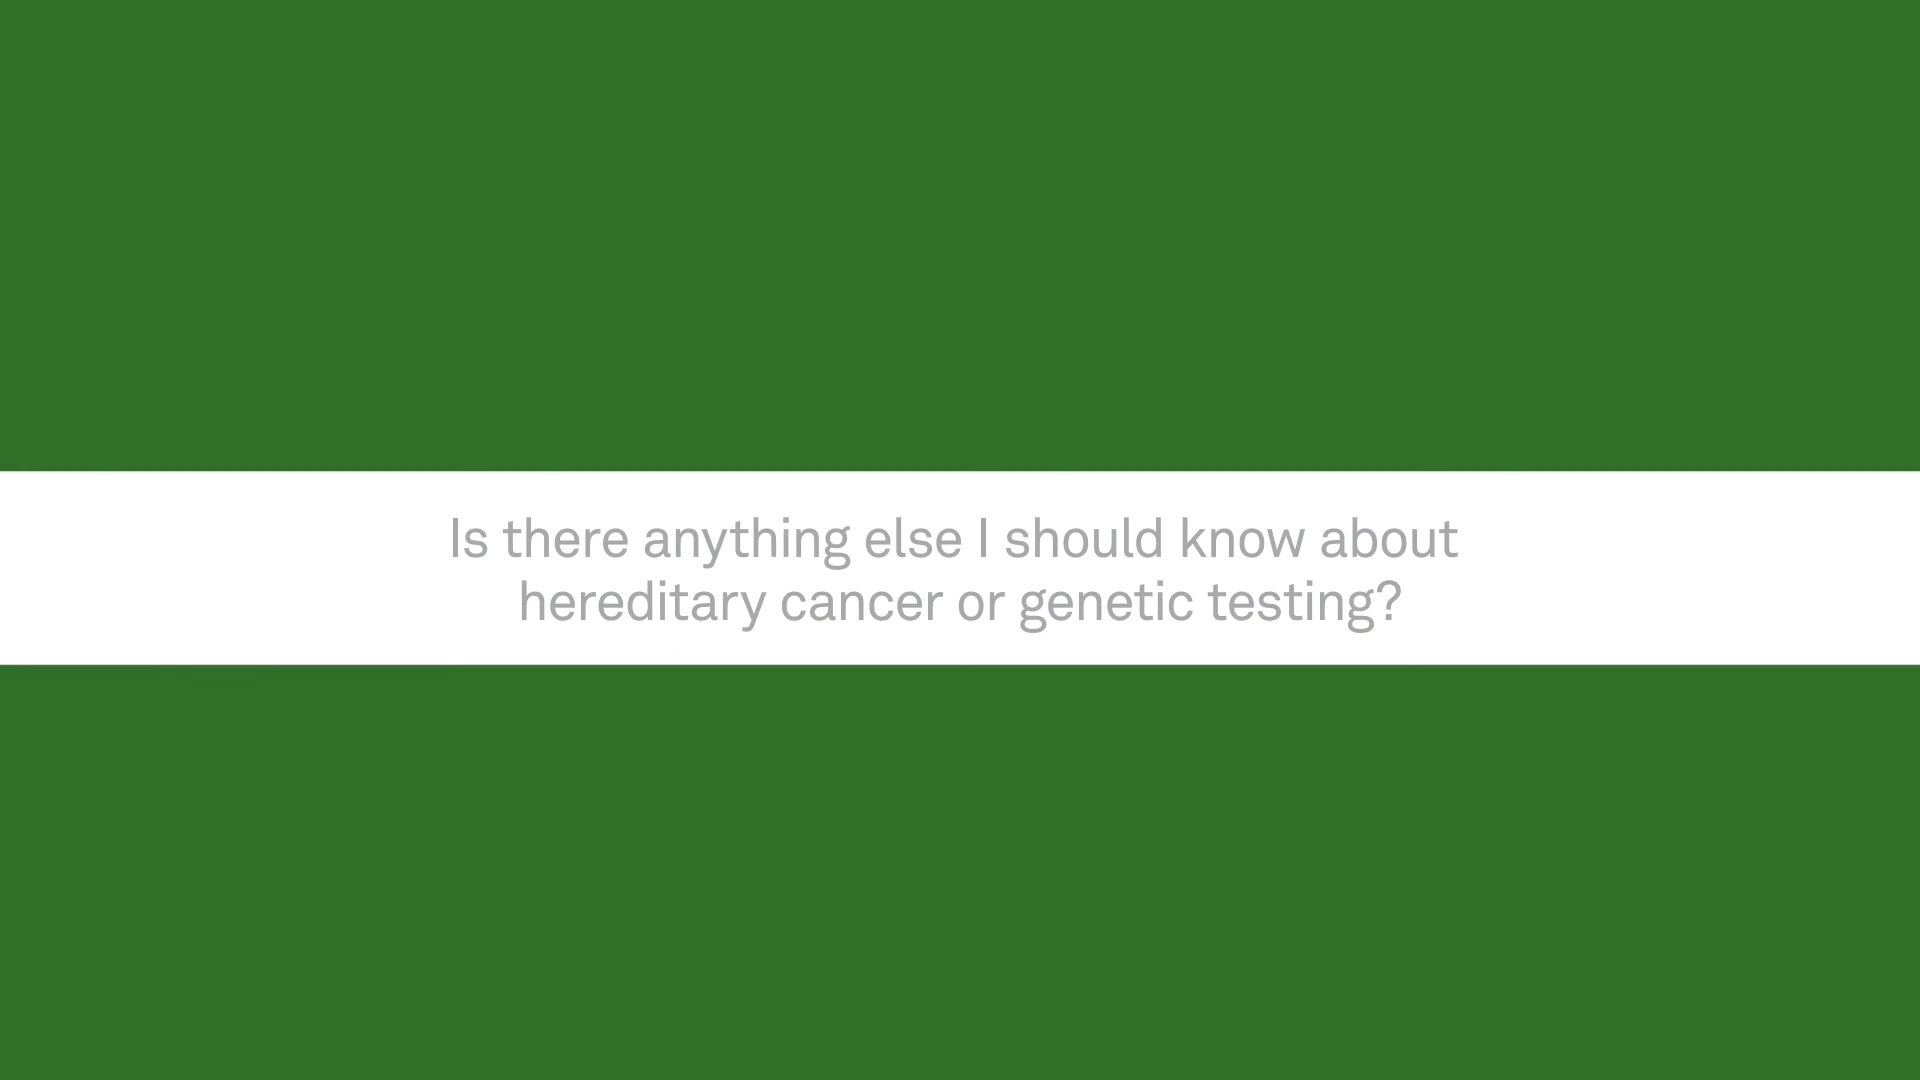 Is there anything else I should know about
hereditary cancer or genetic testing?